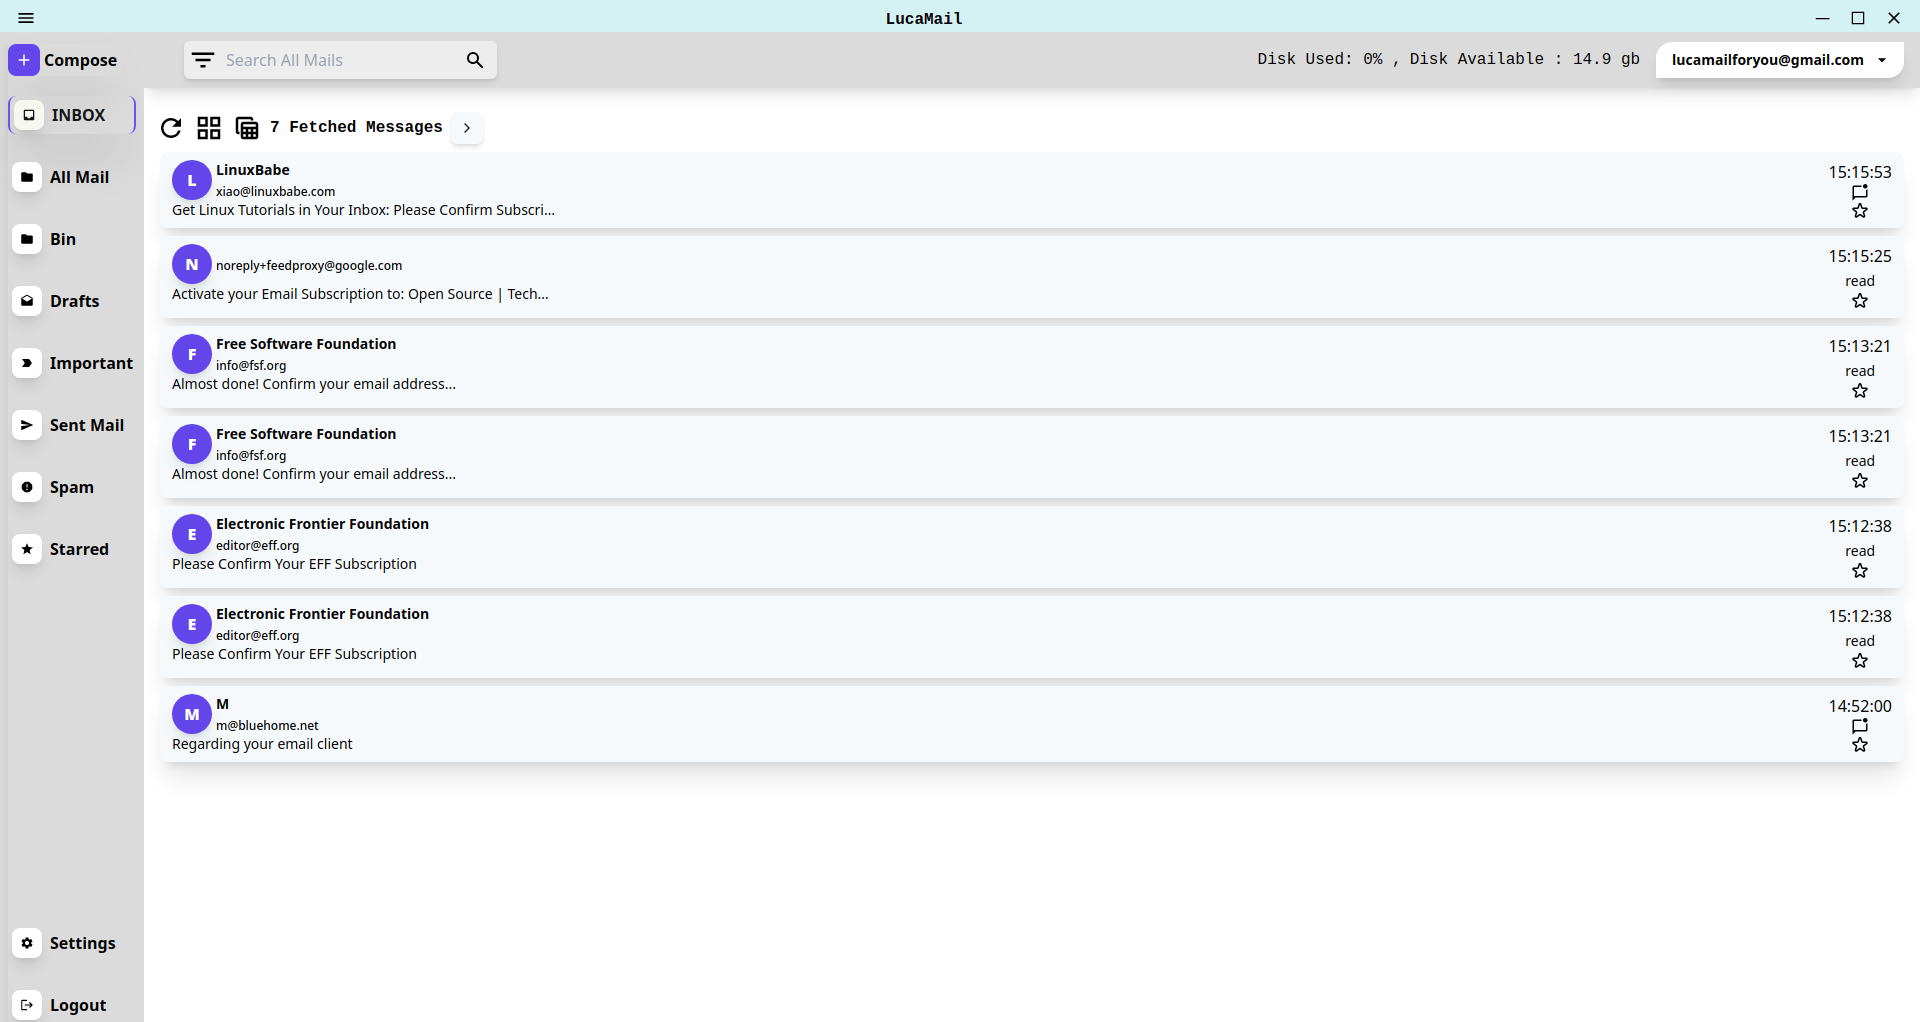 LucaMail
Compose
Search All Mails
Disk Used: 0% , Disk Available : 14.9 gb
lucamailforyou@gmail.com
INBOX
All Mail
Bin
Drafts
Important
Sent Mail
Spam
Starred
Settings
Logout
7 Fetched Messages
L
LinuxBabe
xiao@linuxbabe.com
Get Linux Tutorials in Your Inbox: Please Confirm Subscri...
15:15:53
N
noreply+feedproxy@google.com
Activate your Email Subscription to: Open Source | Tech...
15:15:25
read
F
Free Software Foundation
info@fsf.org
Almost done! Confirm your email address...
15:13:21
read
F
Free Software Foundation
info@fsf.org
Almost done! Confirm your email address...
15:13:21
read
E
Electronic Frontier Foundation
editor@eff.org
Please Confirm Your EFF Subscription
15:12:38
read
E
Electronic Frontier Foundation
editor@eff.org
Please Confirm Your EFF Subscription
15:12:38
read
M
M
m@bluehome.net
Regarding your email client
14:52:00